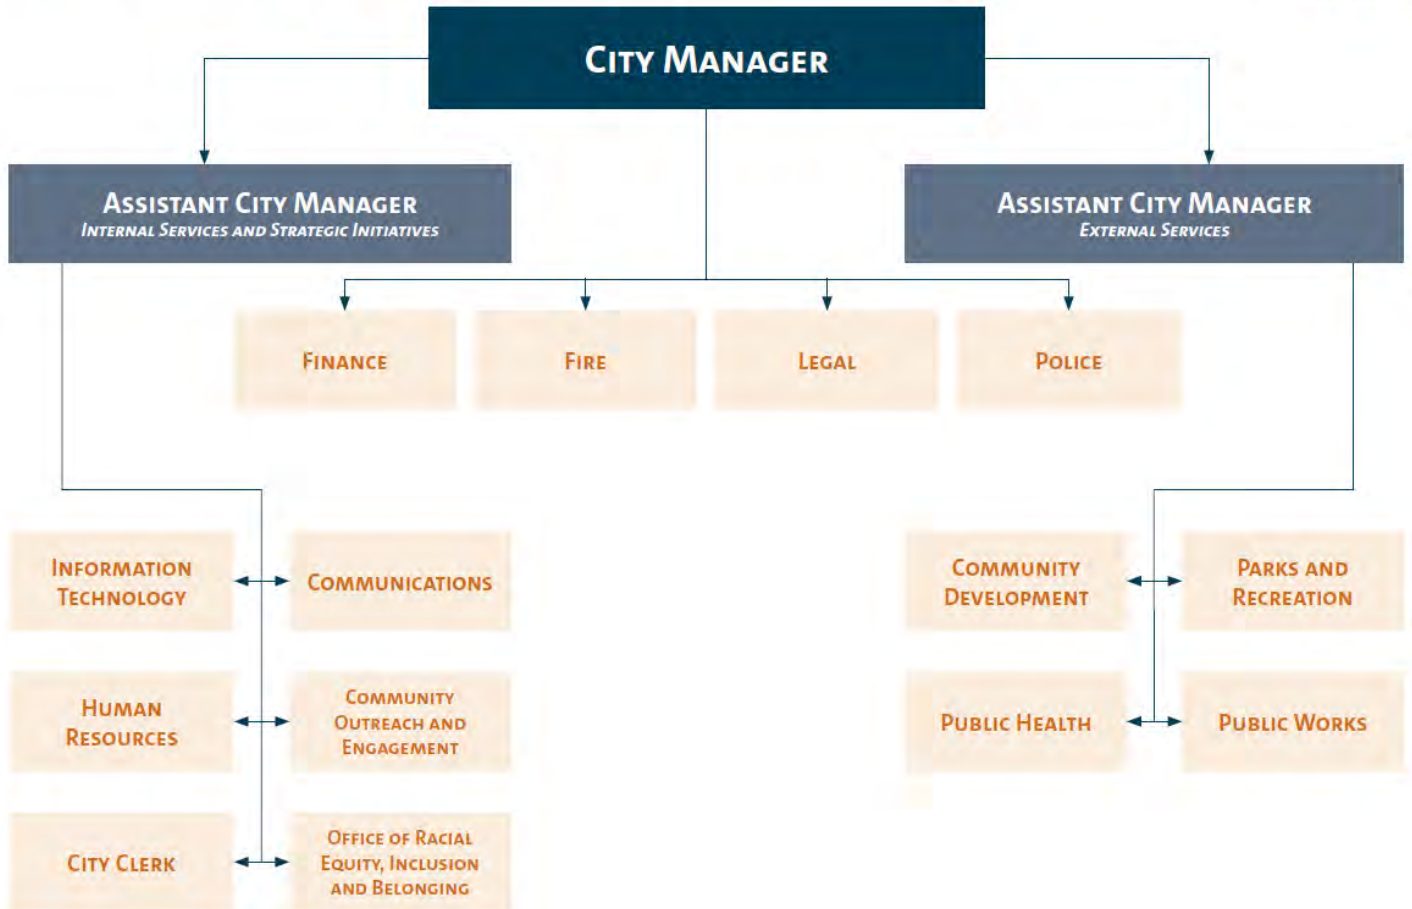 CITY MANAGER
ASSISTANT CITY MANAGER
INTERNAL SERVICES AND STRATEGIC INITIATIVES
ASSISTANT CITY MANAGER
EXTERNAL SERVICES
FINANCE
FIRE
LEGAL
POLICE
INFORMATION
TECHNOLOGY
COMMUNICATIONS
COMMUNITY
DEVELOPMENT
PARKS AND
RECREATION
HUMAN
RESOURCES
COMMUNITY
OUTREACH AND
ENGAGEMENT
PUBLIC HEALTH
PUBLIC WORKS
CITY CLERK
OFFICE OF RACIAL
EQUITY, INCLUSION
AND BELONGING